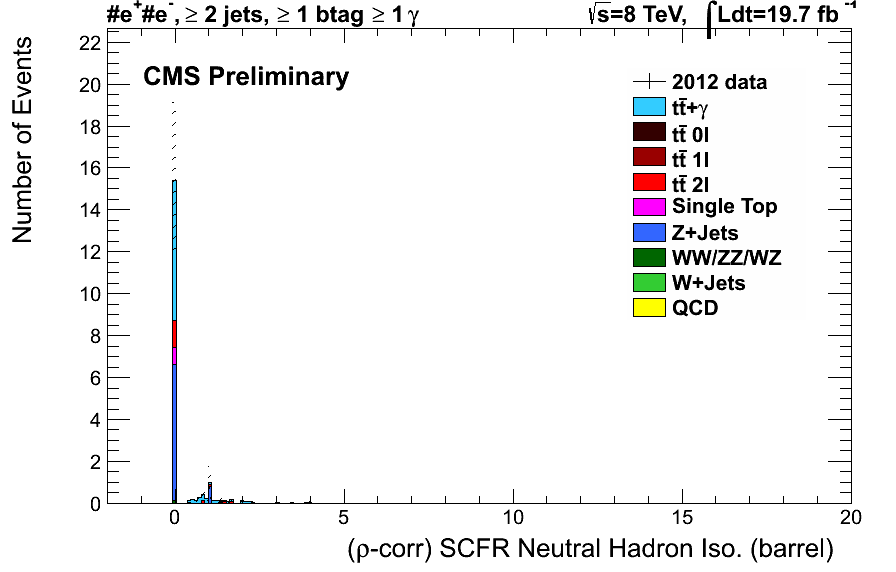 #e⁺#e⁻, ≥ 2 jets, ≥ 1 btag ≥ 1 γ
√s=8 TeV, ∫Ldt=19.7 fb⁻¹
CMS Preliminary
2012 data
tt̄+γ
tt̄ 0l
tt̄ 1l
tt̄ 2l
Single Top
Z+Jets
WW/ZZ/WZ
W+Jets
QCD
Number of Events
22
20
18
16
14
12
10
8
6
4
2
0
0 5 10 15 20
(ρ-corr) SCFR Neutral Hadron Iso. (barrel)